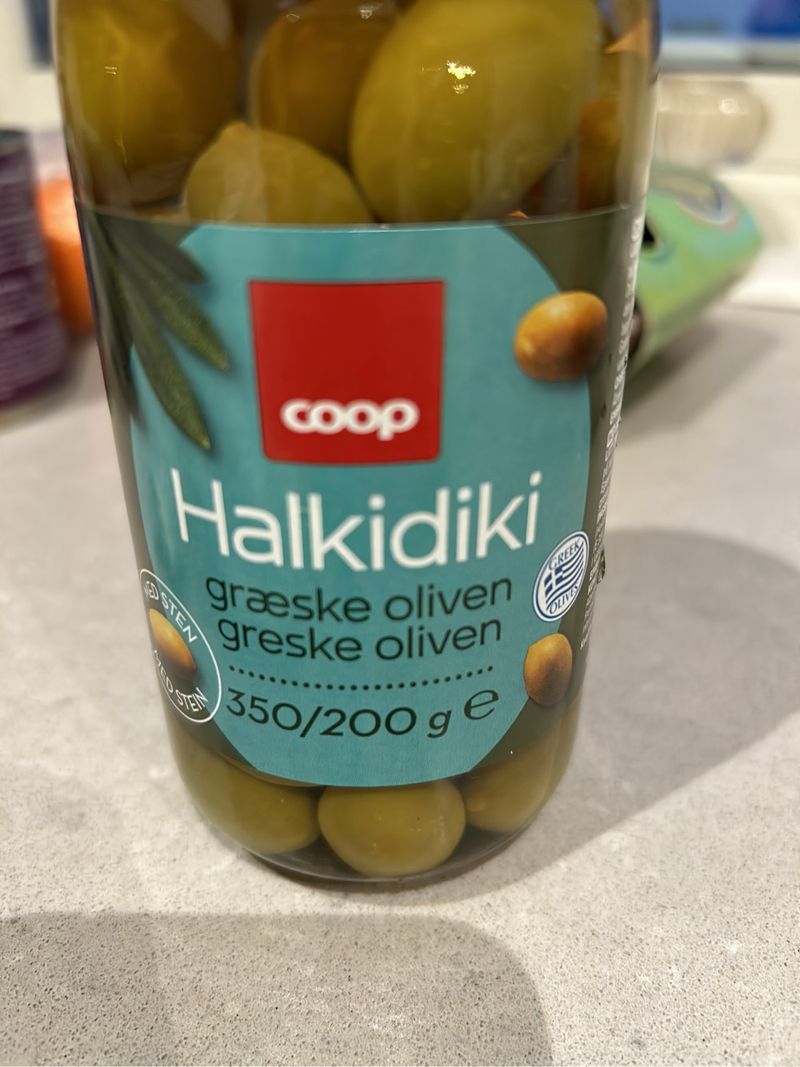 coop
Halkidiki
græske oliven
greske oliven
350/200 g e
MED STEN
MED STEIN
GREEK
OLIVES